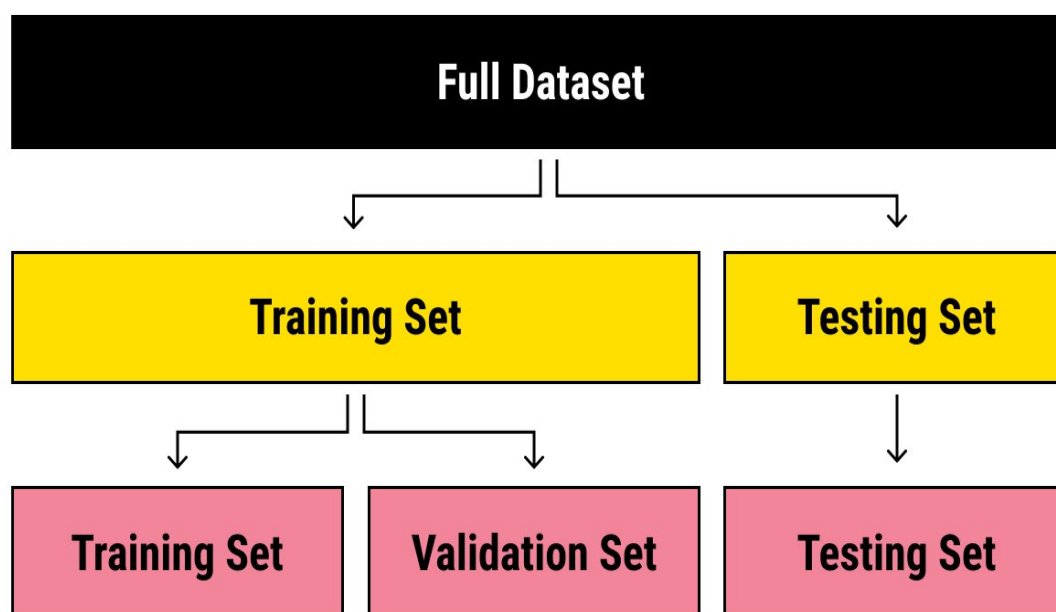 Full Dataset
Training Set
Testing Set
Training Set
Validation Set
Testing Set